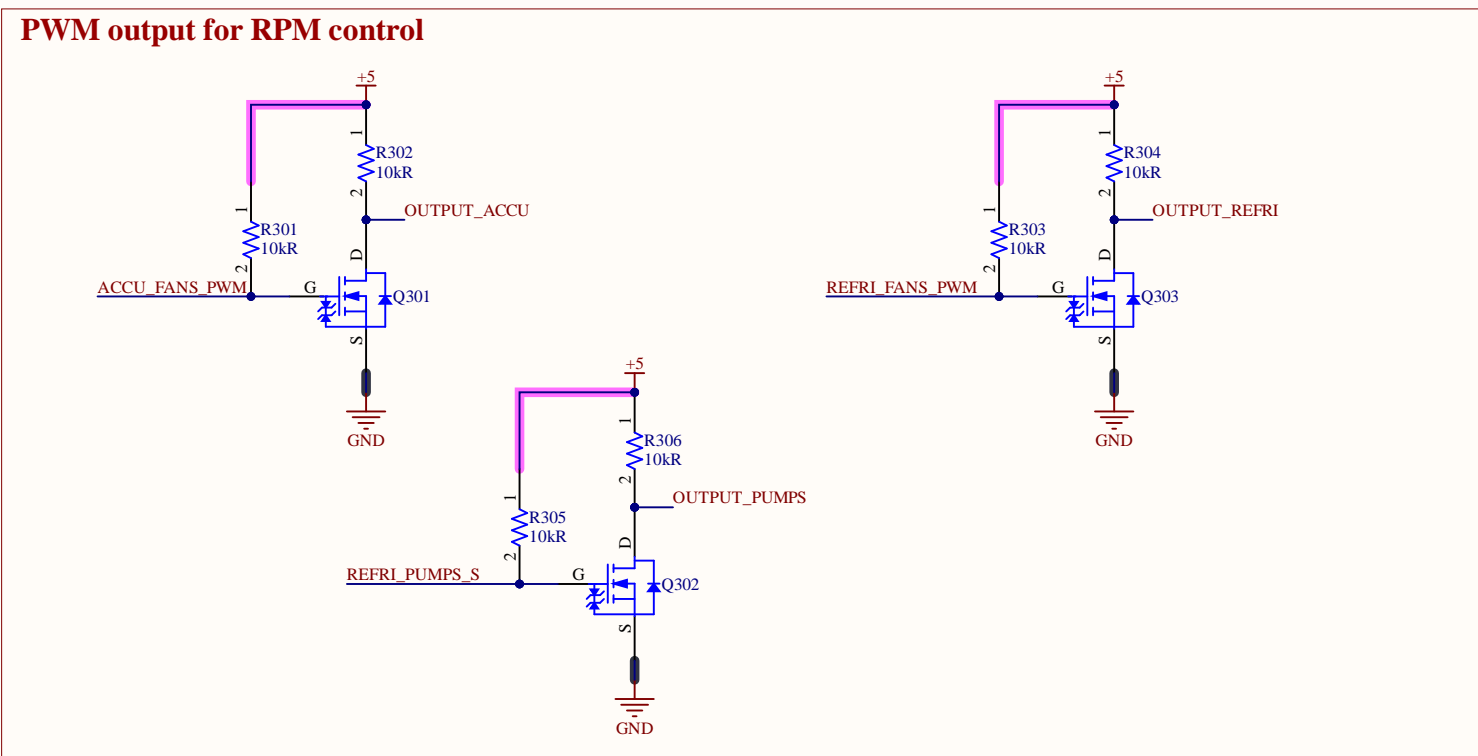 PWM output for RPM control
+5
1
R302
10kR
2
OUTPUT_ACCU
1
R301
10kR
2
ACCU_FANS_PWM
G
D
Q301
S
GND
+5
1
R304
10kR
2
OUTPUT_REFRI
1
R303
10kR
2
REFRI_FANS_PWM
G
D
Q303
S
GND
+5
1
R306
10kR
2
OUTPUT_PUMPS
1
R305
10kR
2
REFRI_PUMPS_S
G
D
Q302
S
GND